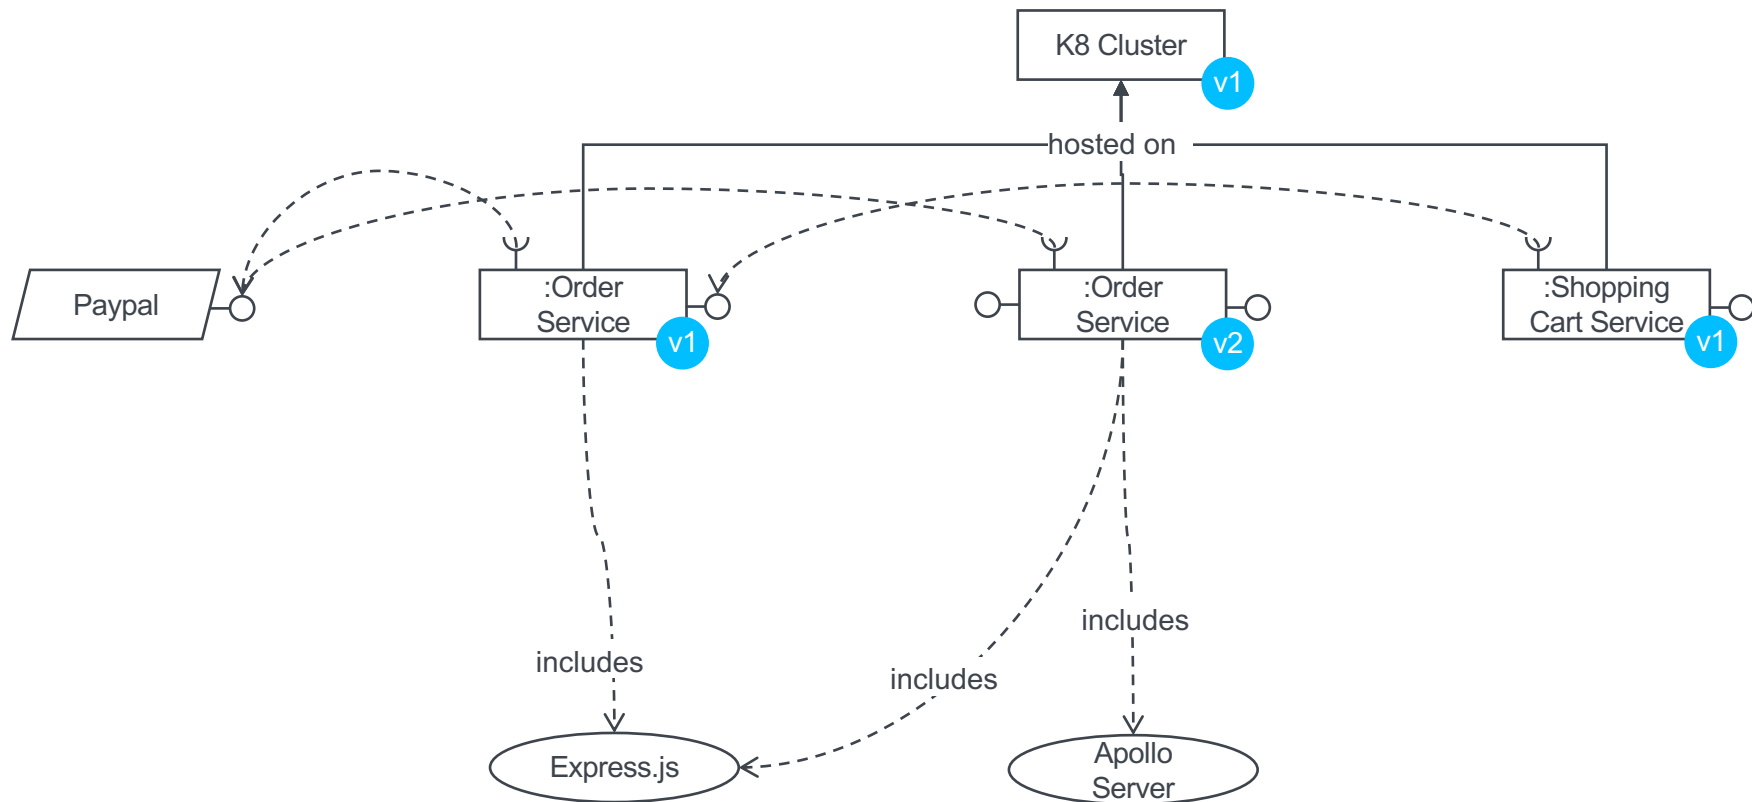 K8 Cluster
v1
hosted on
Paypal
:Order
Service
v1
:Order
Service
v2
:Shopping
Cart Service
v1
includes
includes
includes
Express.js
Apollo
Server